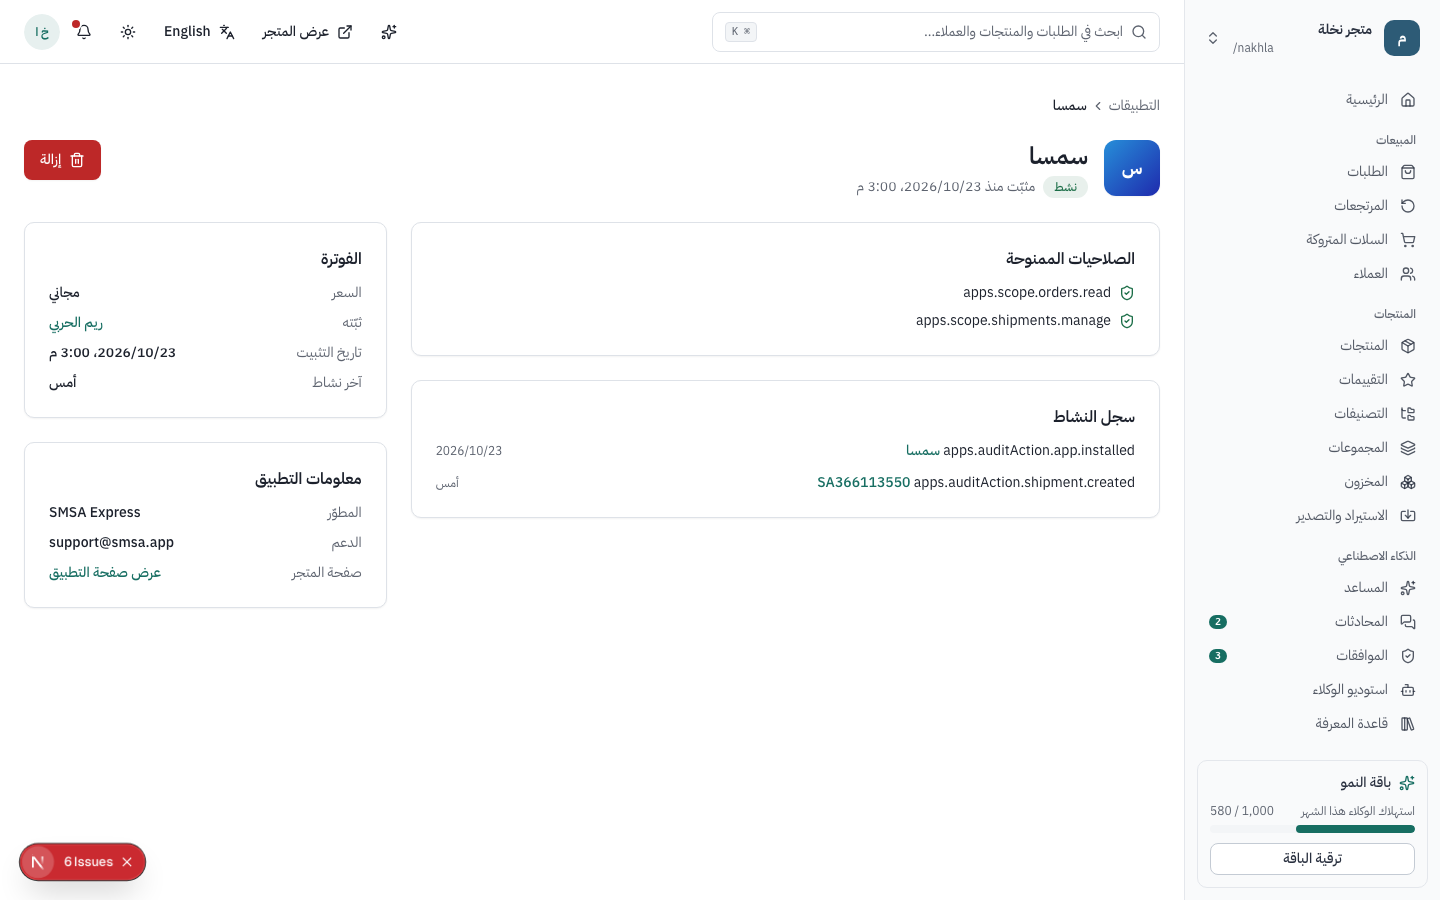 متجر نخلة
/nakhla
م
الرئيسية
المبيعات
الطلبات
المرتجعات
السلات المتروكة
العملاء
المنتجات
المنتجات
التقييمات
التصنيفات
المجموعات
المخزون
الاستيراد والتصدير
الذكاء الاصطناعي
المساعد
المحادثات 2
الموافقات 3
استوديو الوكلاء
قاعدة المعرفة
باقة النمو
استهلاك الوكلاء هذا الشهر 580 / 1,000
ترقية الباقة
ابحث في الطلبات والمنتجات والعملاء... ⌘ K
عرض المتجر
English
خ ا
التطبيقات › سمسا
س
سمسا
نشط مثبّت منذ 2026/10/23، 3:00 م
إزالة
الصلاحيات الممنوحة
apps.scope.orders.read
apps.scope.shipments.manage
سجل النشاط
apps.auditAction.app.installed سمسا 2026/10/23
apps.auditAction.shipment.created SA366113550 أمس
الفوترة
السعر مجاني
ثبّته ريم الحربي
تاريخ التثبيت 2026/10/23، 3:00 م
آخر نشاط أمس
معلومات التطبيق
المطوّر SMSA Express
الدعم support@smsa.app
صفحة المتجر عرض صفحة التطبيق
N 6 Issues